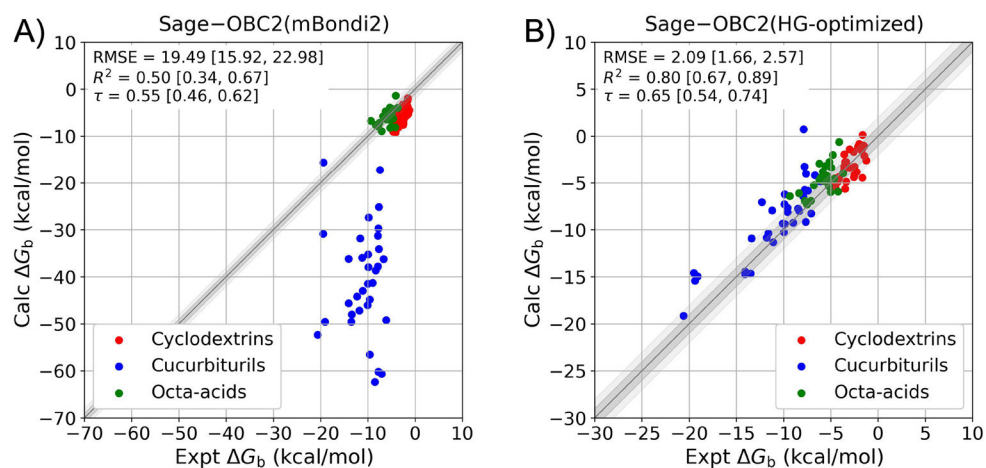 A)
Sage−OBC2(mBondi2)
RMSE = 19.49 [15.92, 22.98]
R² = 0.50 [0.34, 0.67]
τ = 0.55 [0.46, 0.62]
10
0
−10
−20
−30
−40
−50
−60
−70
Calc ΔG_b (kcal/mol)
Cyclodextrins
Cucurbiturils
Octa-acids
−70 −60 −50 −40 −30 −20 −10 0 10
Expt ΔG_b (kcal/mol)
B)
Sage−OBC2(HG-optimized)
RMSE = 2.09 [1.66, 2.57]
R² = 0.80 [0.67, 0.89]
τ = 0.65 [0.54, 0.74]
10
5
0
−5
−10
−15
−20
−25
−30
Calc ΔG_b (kcal/mol)
Cyclodextrins
Cucurbiturils
Octa-acids
−30 −25 −20 −15 −10 −5 0 5 10
Expt ΔG_b (kcal/mol)